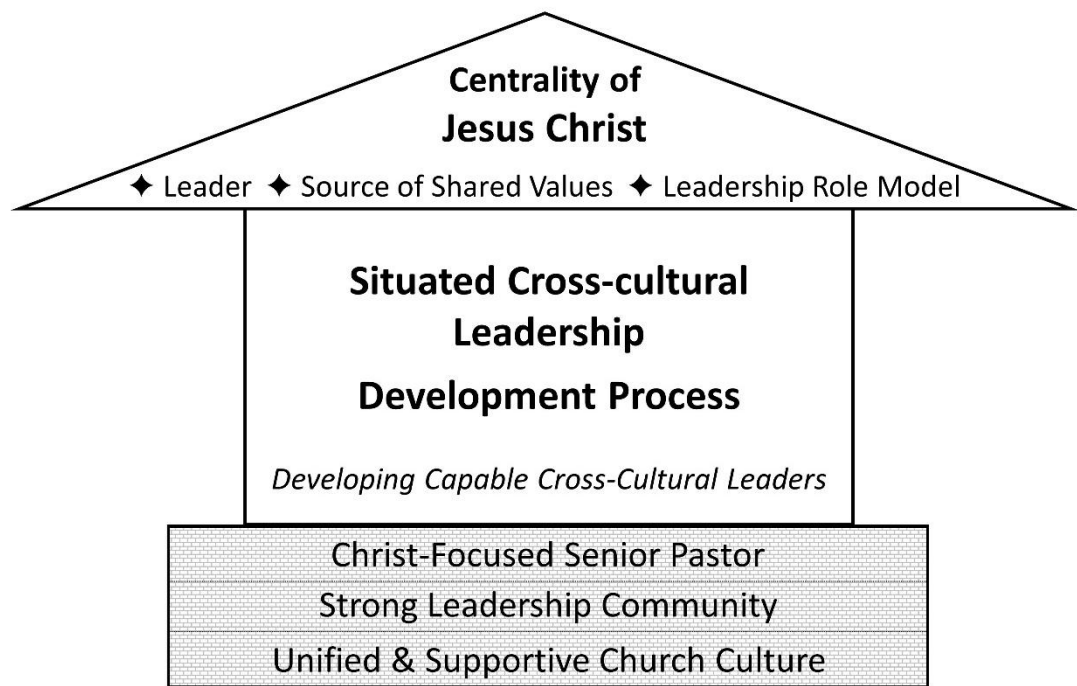 Centrality of
Jesus Christ
✦ Leader ✦ Source of Shared Values ✦ Leadership Role Model
Situated Cross-cultural
Leadership
Development Process
Developing Capable Cross-Cultural Leaders
Christ-Focused Senior Pastor
Strong Leadership Community
Unified & Supportive Church Culture